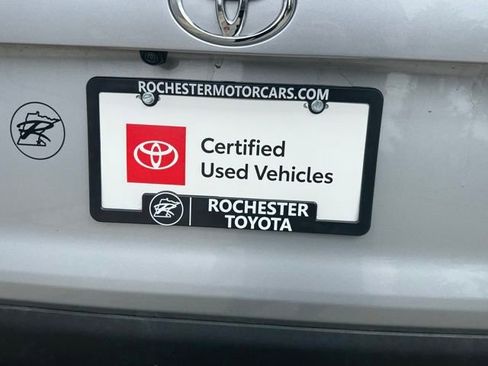 ROCHESTERMOTORCARS.COM
Certified
Used Vehicles
ROCHESTER
TOYOTA